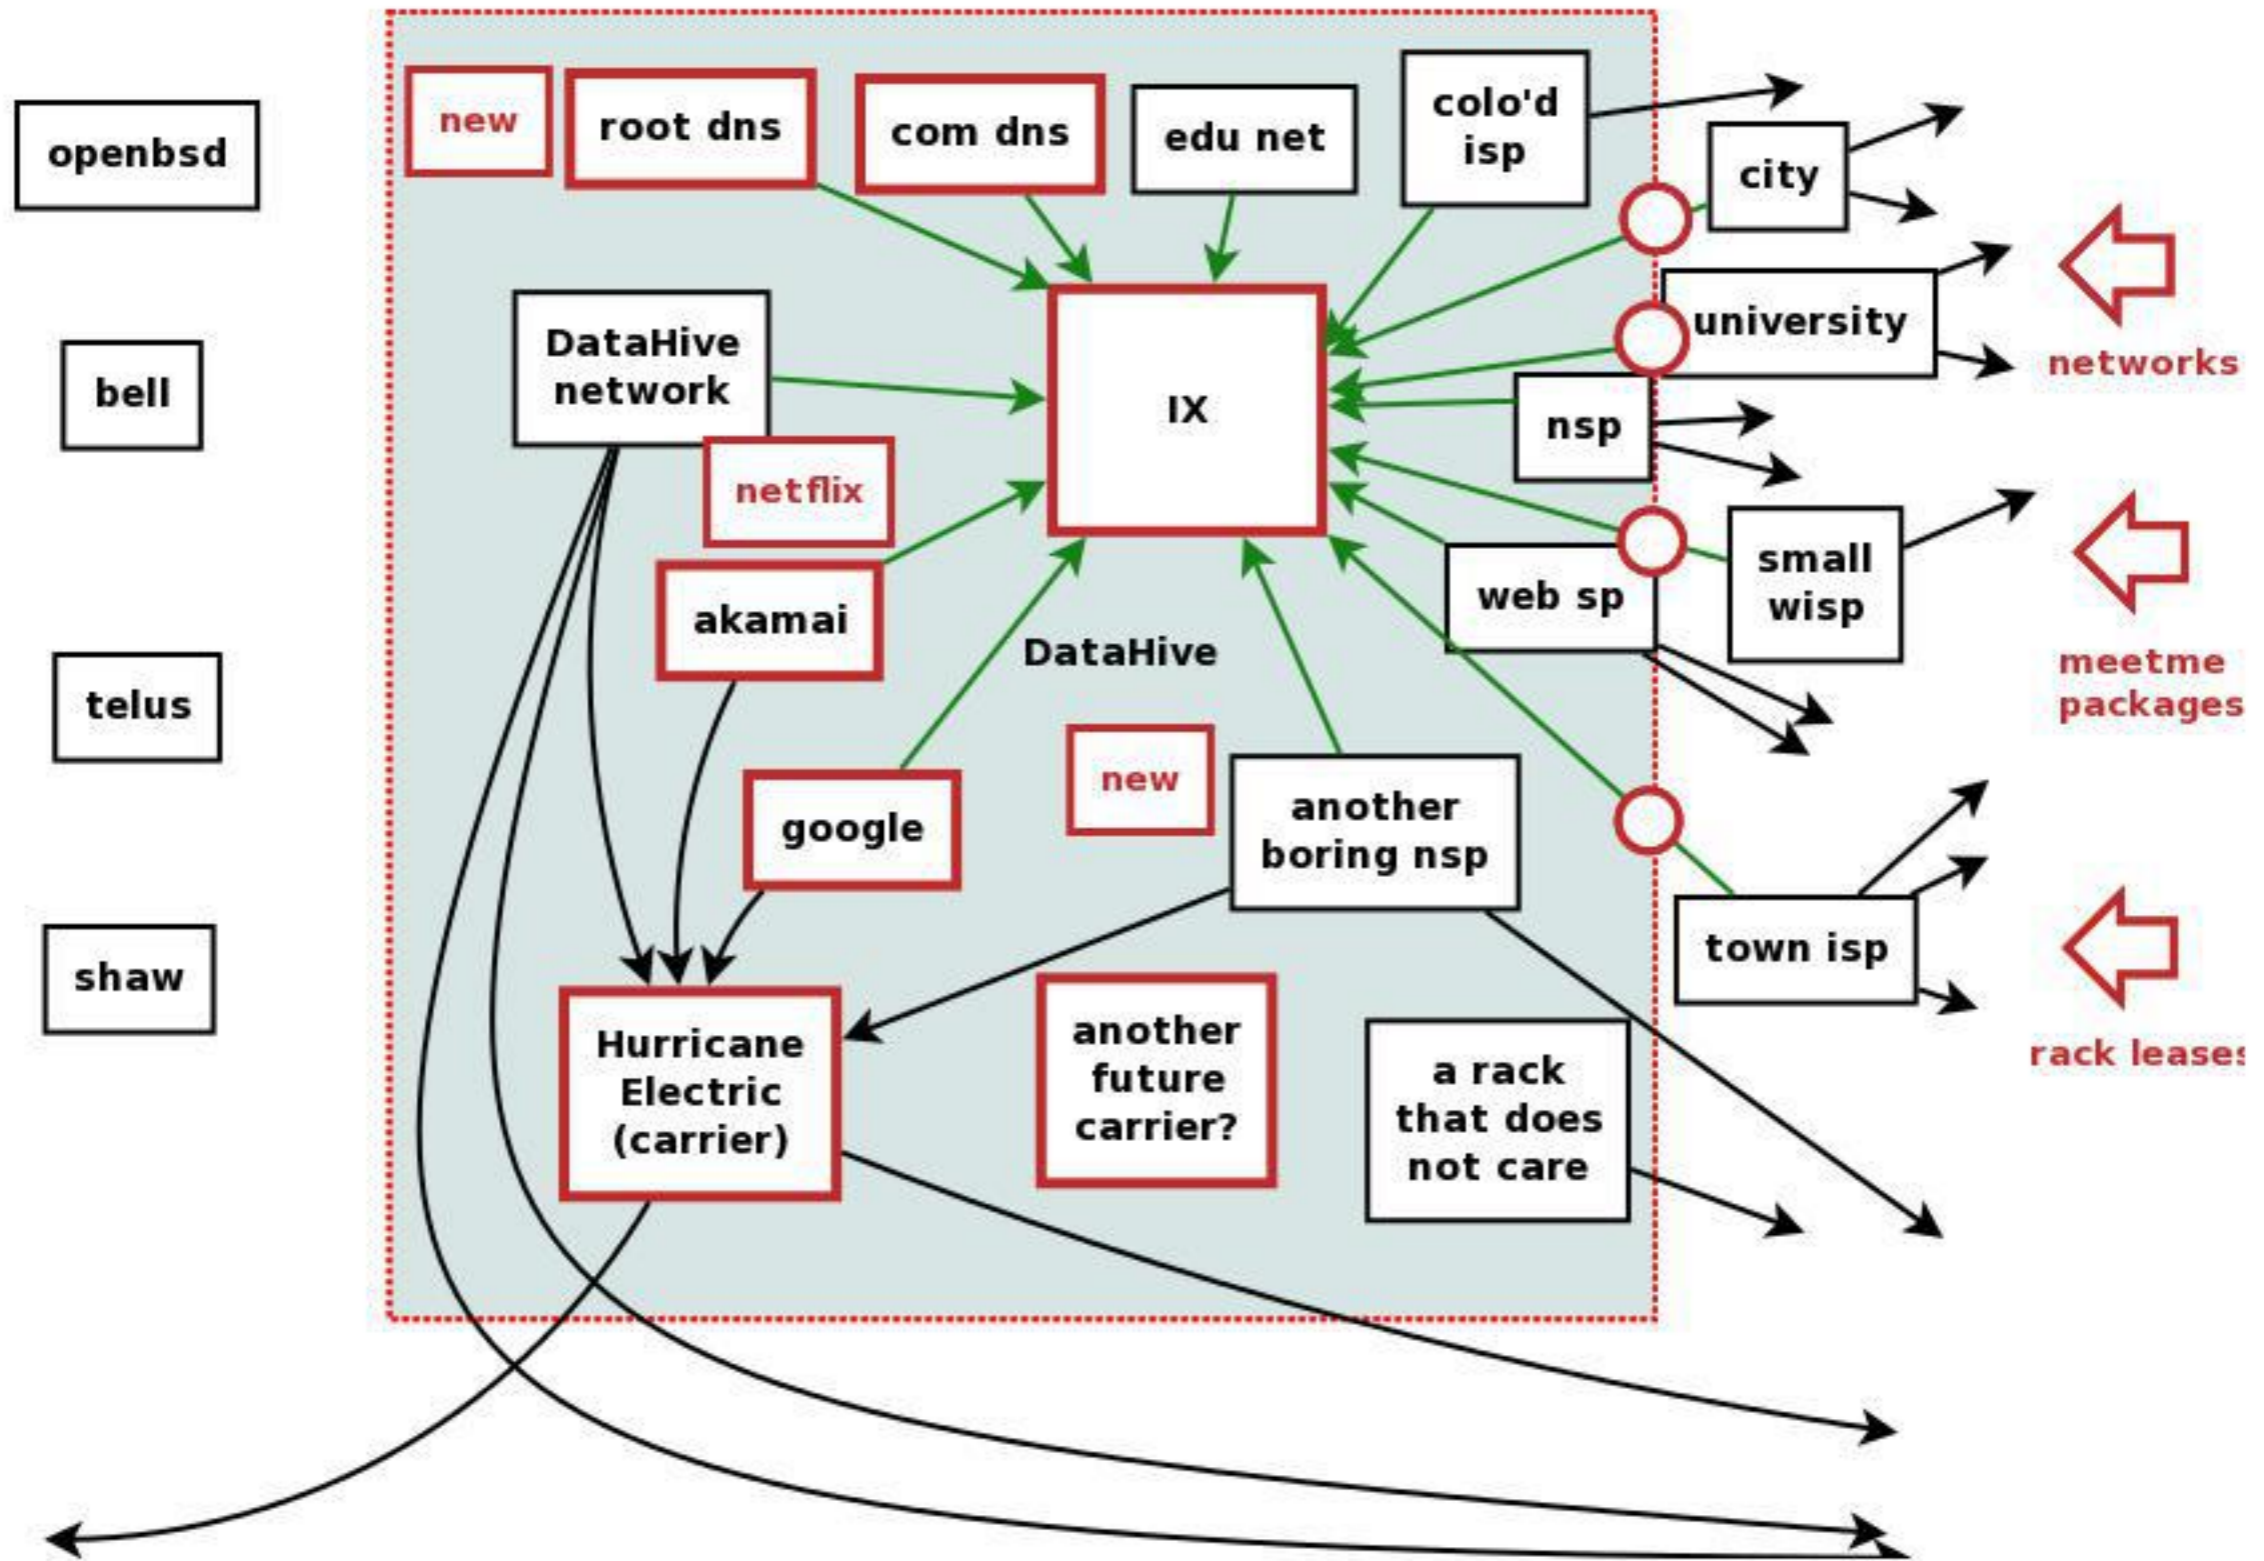 new
root dns
com dns
edu net
colo'd
isp
city
openbsd
university
networks
DataHive
network
IX
bell
nsp
netflix
small
wisp
web sp
akamai
DataHive
meetme
packages
telus
new
google
another
boring nsp
town isp
shaw
Hurricane
Electric
(carrier)
another
future
carrier?
a rack
that does
not care
rack leases